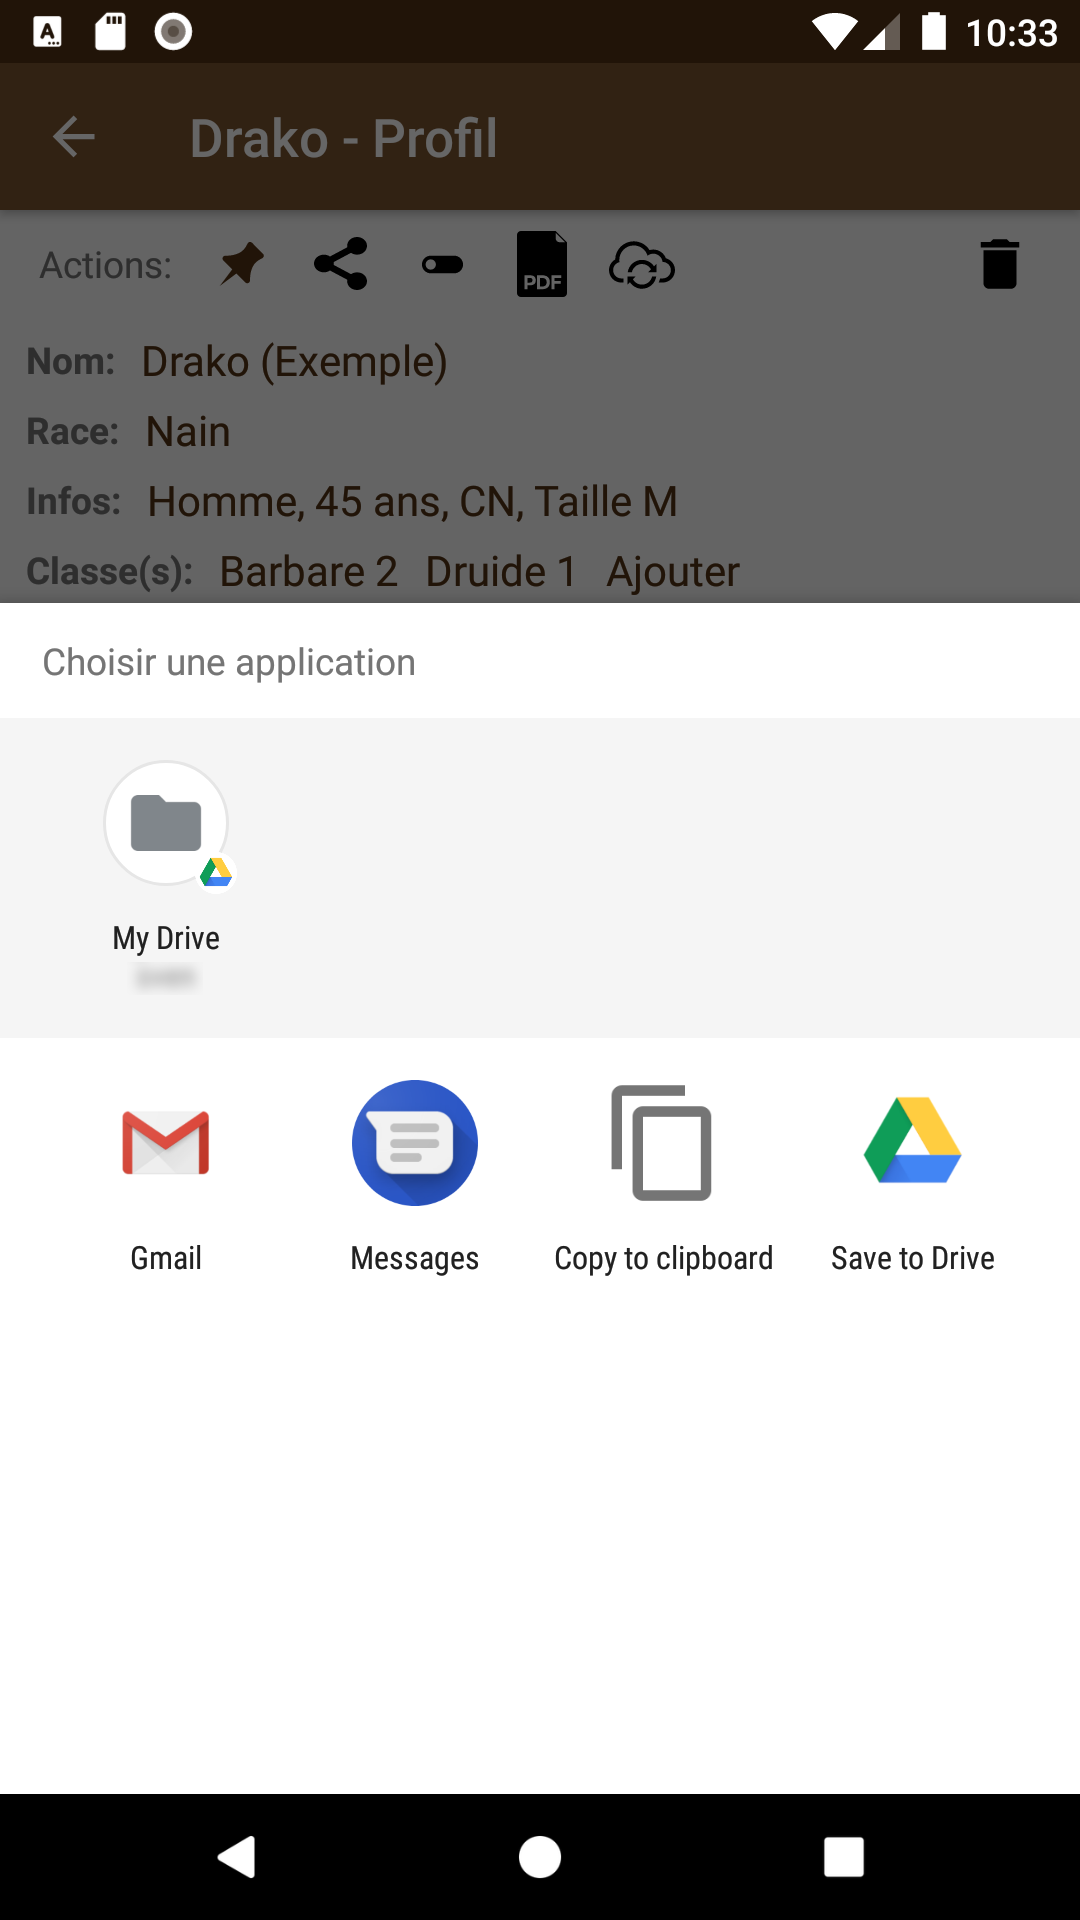 10:33
Drako - Profil
Actions:
PDF
Nom: Drako (Exemple)
Race: Nain
Infos: Homme, 45 ans, CN, Taille M
Classe(s): Barbare 2 Druide 1 Ajouter
Choisir une application
My Drive
Gmail
Messages
Copy to clipboard
Save to Drive